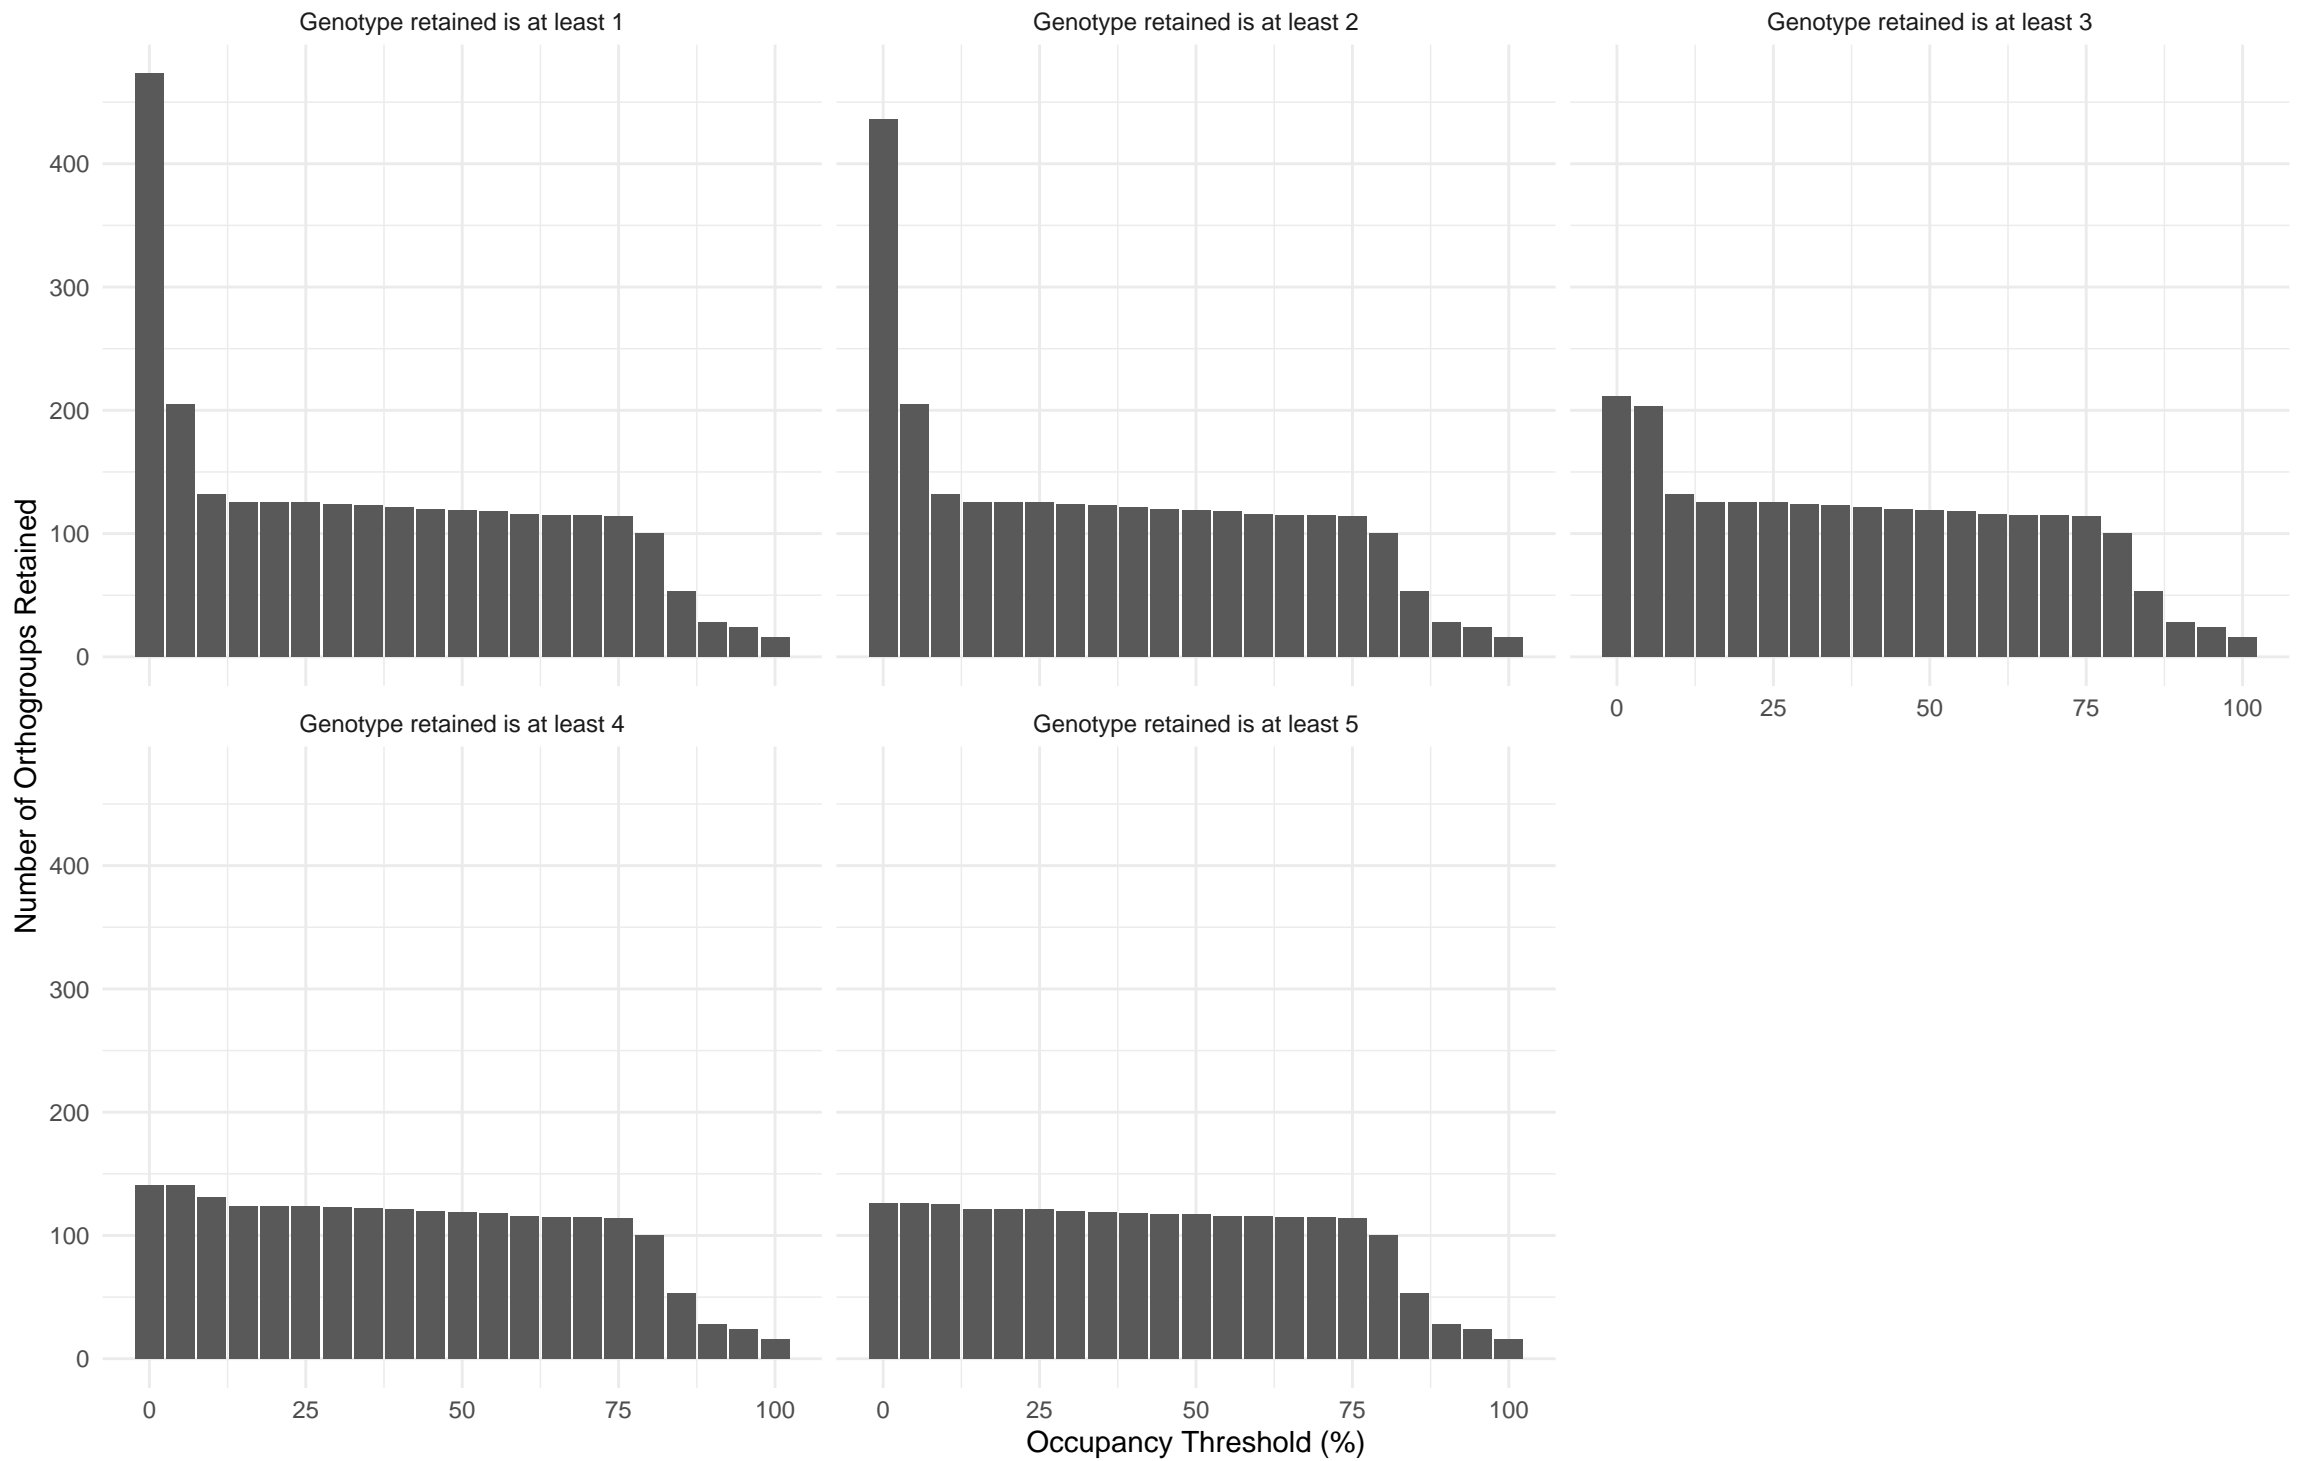 Genotype retained is at least 1
Genotype retained is at least 2
Genotype retained is at least 3
400
300
200
100
0
0 25 50 75 100
Genotype retained is at least 4
Genotype retained is at least 5
Number of Orthogroups Retained
400
300
200
100
0
0 25 50 75 100
0 25 50 75 100
Occupancy Threshold (%)